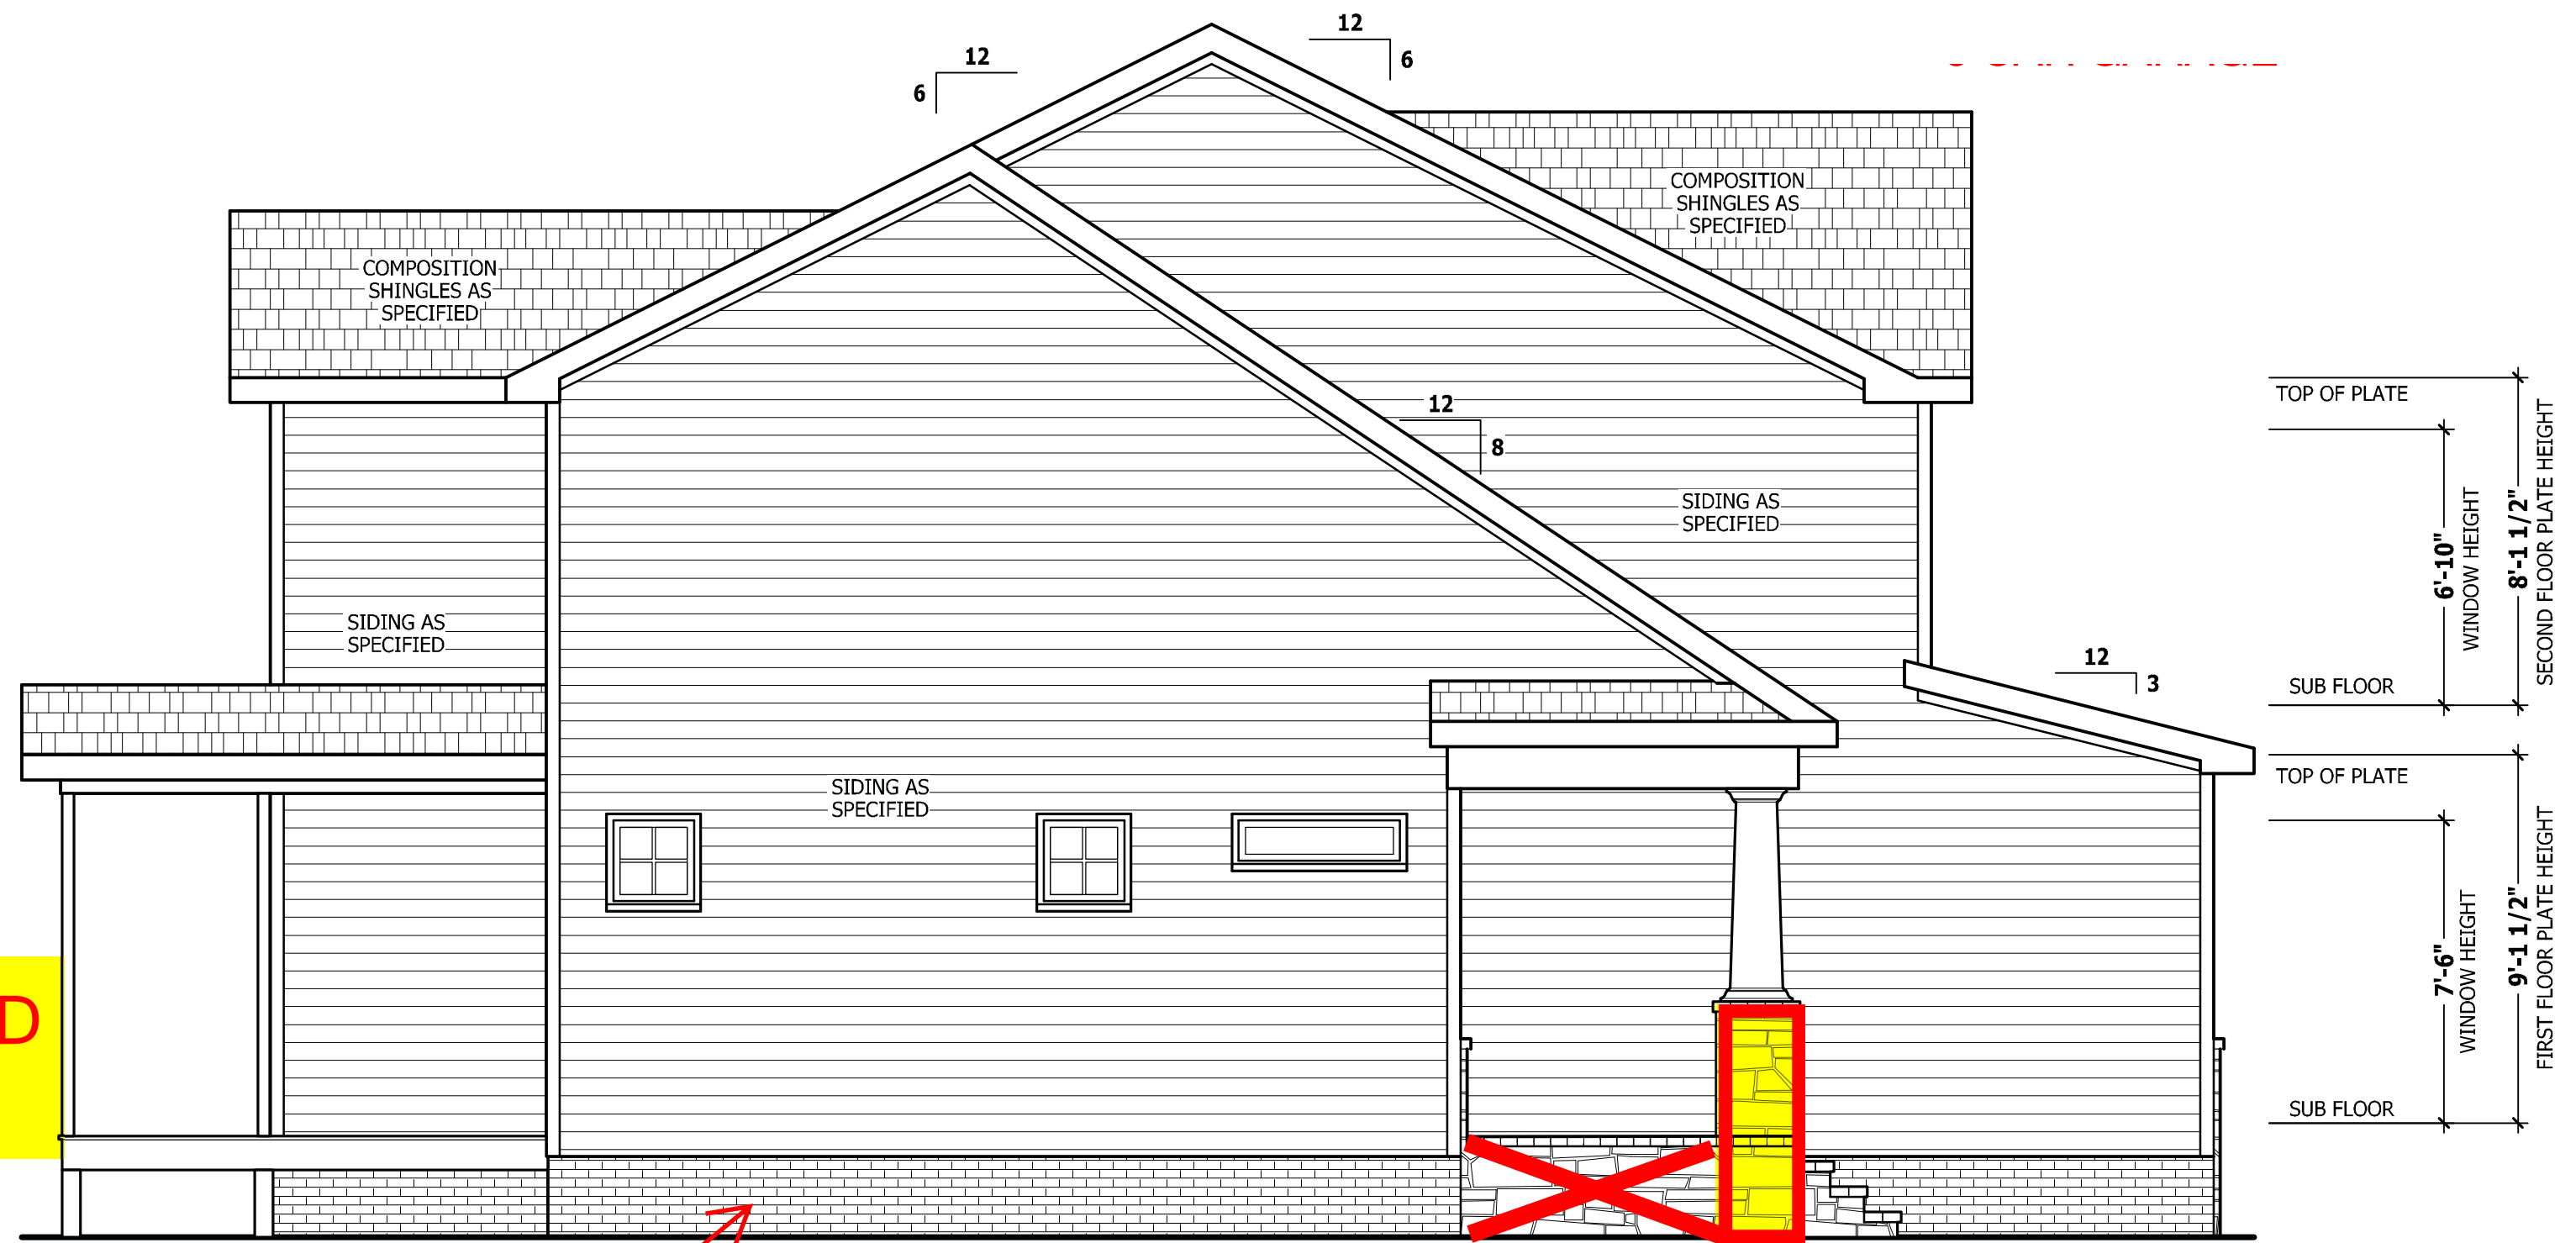 12
6
12
6
COMPOSITION
SHINGLES AS
SPECIFIED
COMPOSITION
SHINGLES AS
SPECIFIED
12
8
SIDING AS
SPECIFIED
SIDING AS
SPECIFIED
SIDING AS
SPECIFIED
12
3
TOP OF PLATE
6'-10"
WINDOW HEIGHT
8'-1 1/2"
SECOND FLOOR PLATE HEIGHT
SUB FLOOR
TOP OF PLATE
7'-6"
WINDOW HEIGHT
9'-1 1/2"
FIRST FLOOR PLATE HEIGHT
SUB FLOOR
D